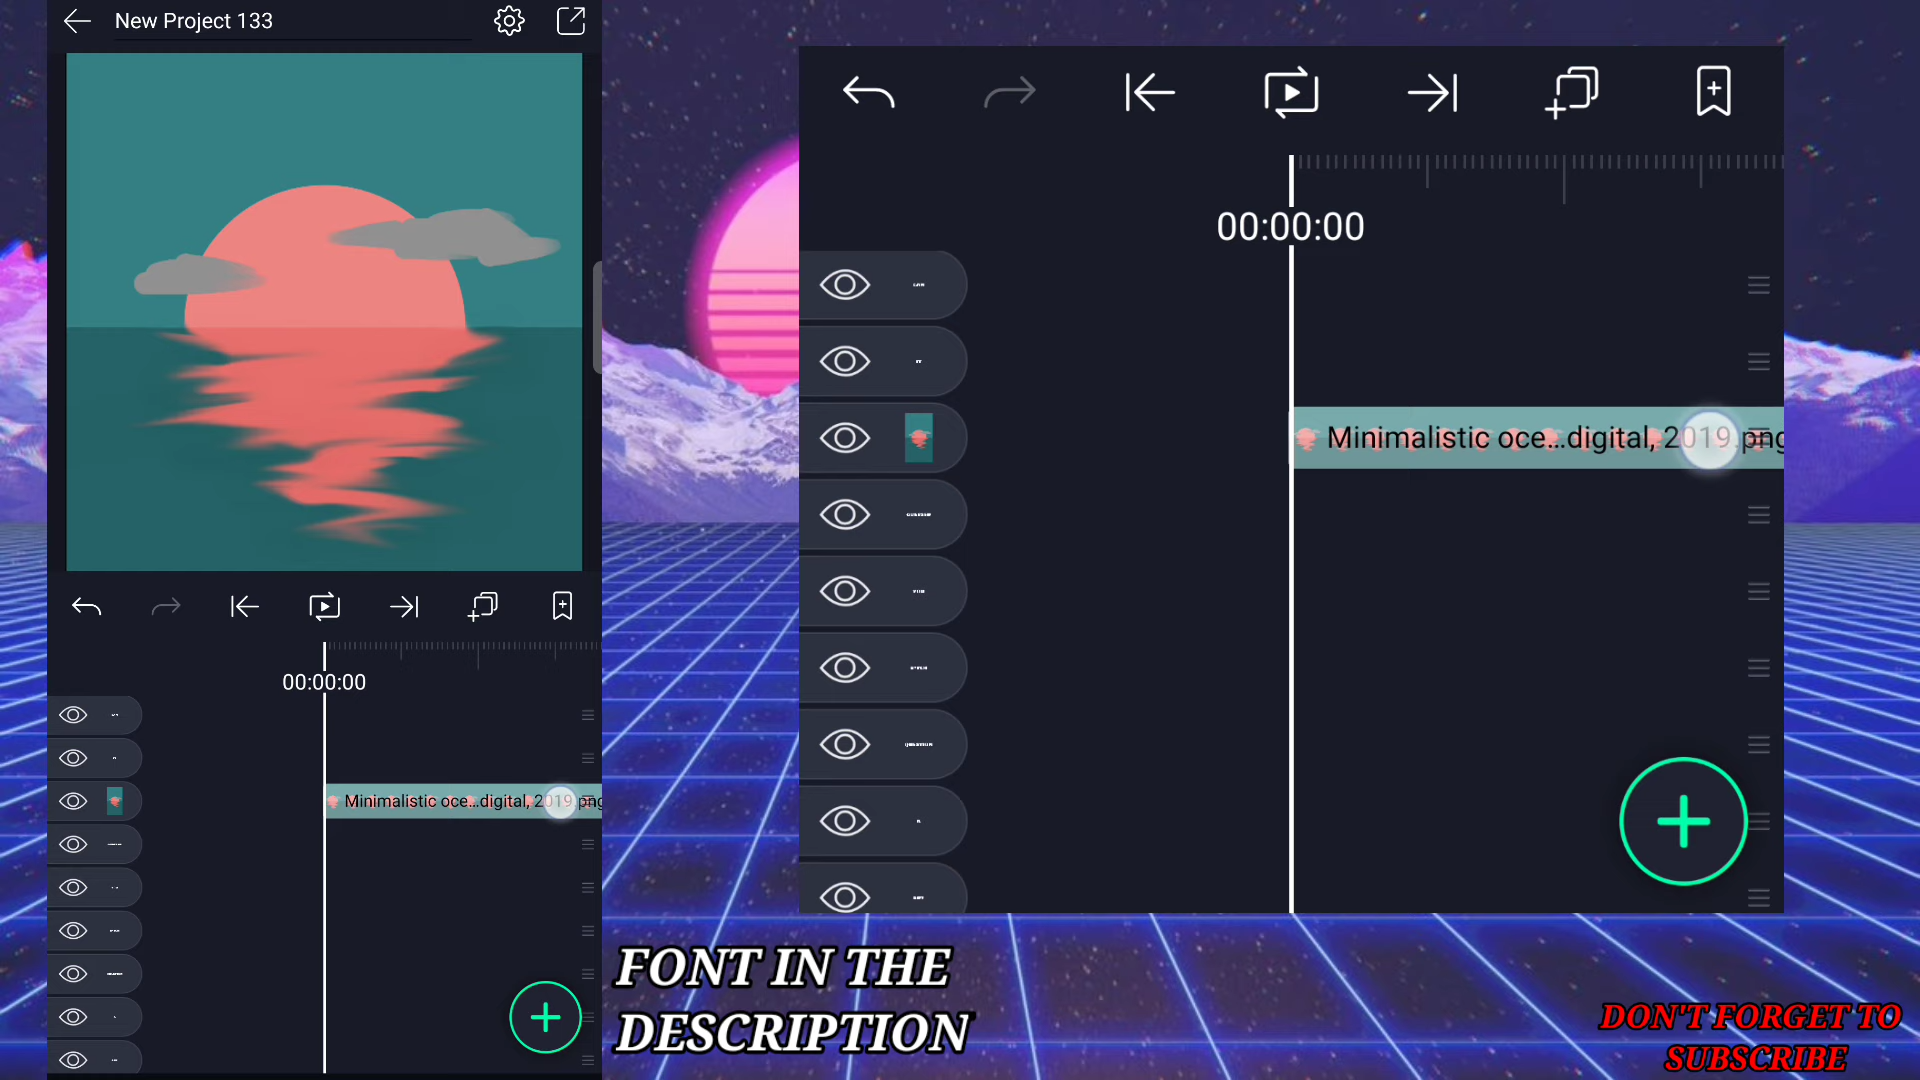 New Project 133
00:00:00
Minimalistic oce...digital, 2019.png
00:00:00
Minimalistic oce...digital, 2019.png
FONT IN THE
DESCRIPTION
DON'T FORGET TO
SUBSCRIBE